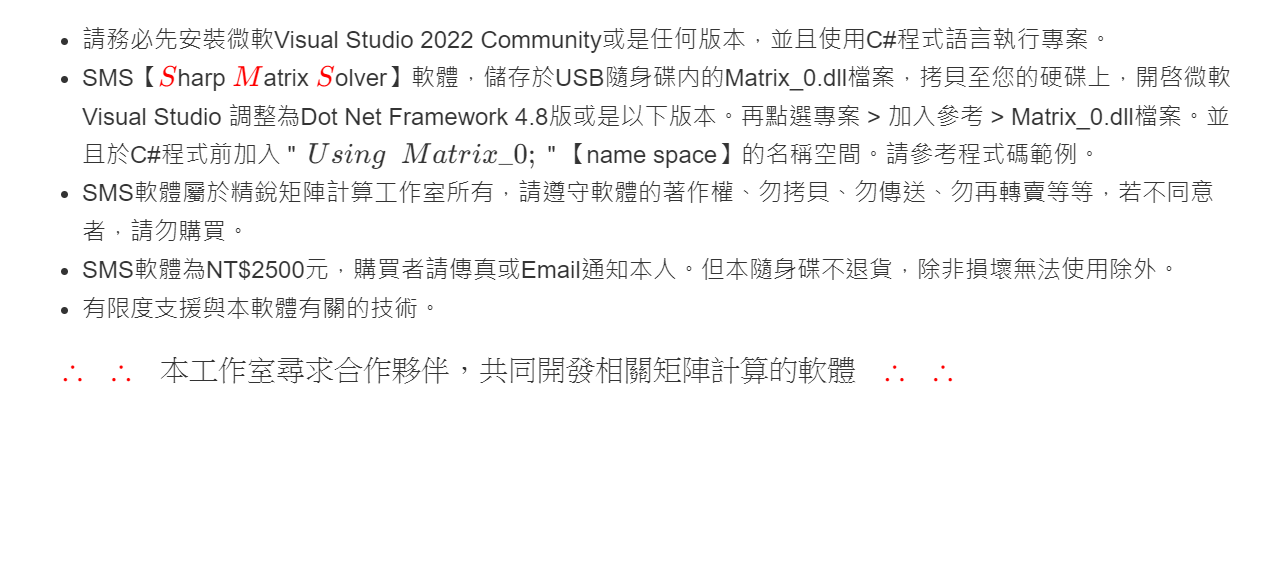 • 請務必先安裝微軟Visual Studio 2022 Community或是任何版本，並且使用C#程式語言執行專案。
• SMS【Sharp Matrix Solver】軟體，儲存於USB隨身碟內的Matrix_0.dll檔案，拷貝至您的硬碟上，開啓微軟
Visual Studio 調整為Dot Net Framework 4.8版或是以下版本。再點選專案 > 加入參考 > Matrix_0.dll檔案。並
且於C#程式前加入 " Using Matrix_0; " 【name space】的名稱空間。請參考程式碼範例。
• SMS軟體屬於精銳矩陣計算工作室所有，請遵守軟體的著作權、勿拷貝、勿傳送、勿再轉賣等等，若不同意
者，請勿購買。
• SMS軟體為NT$2500元，購買者請傳真或Email通知本人。但本隨身碟不退貨，除非損壞無法使用除外。
• 有限度支援與本軟體有關的技術。
∴ ∴ 本工作室尋求合作夥伴，共同開發相關矩陣計算的軟體 ∴ ∴